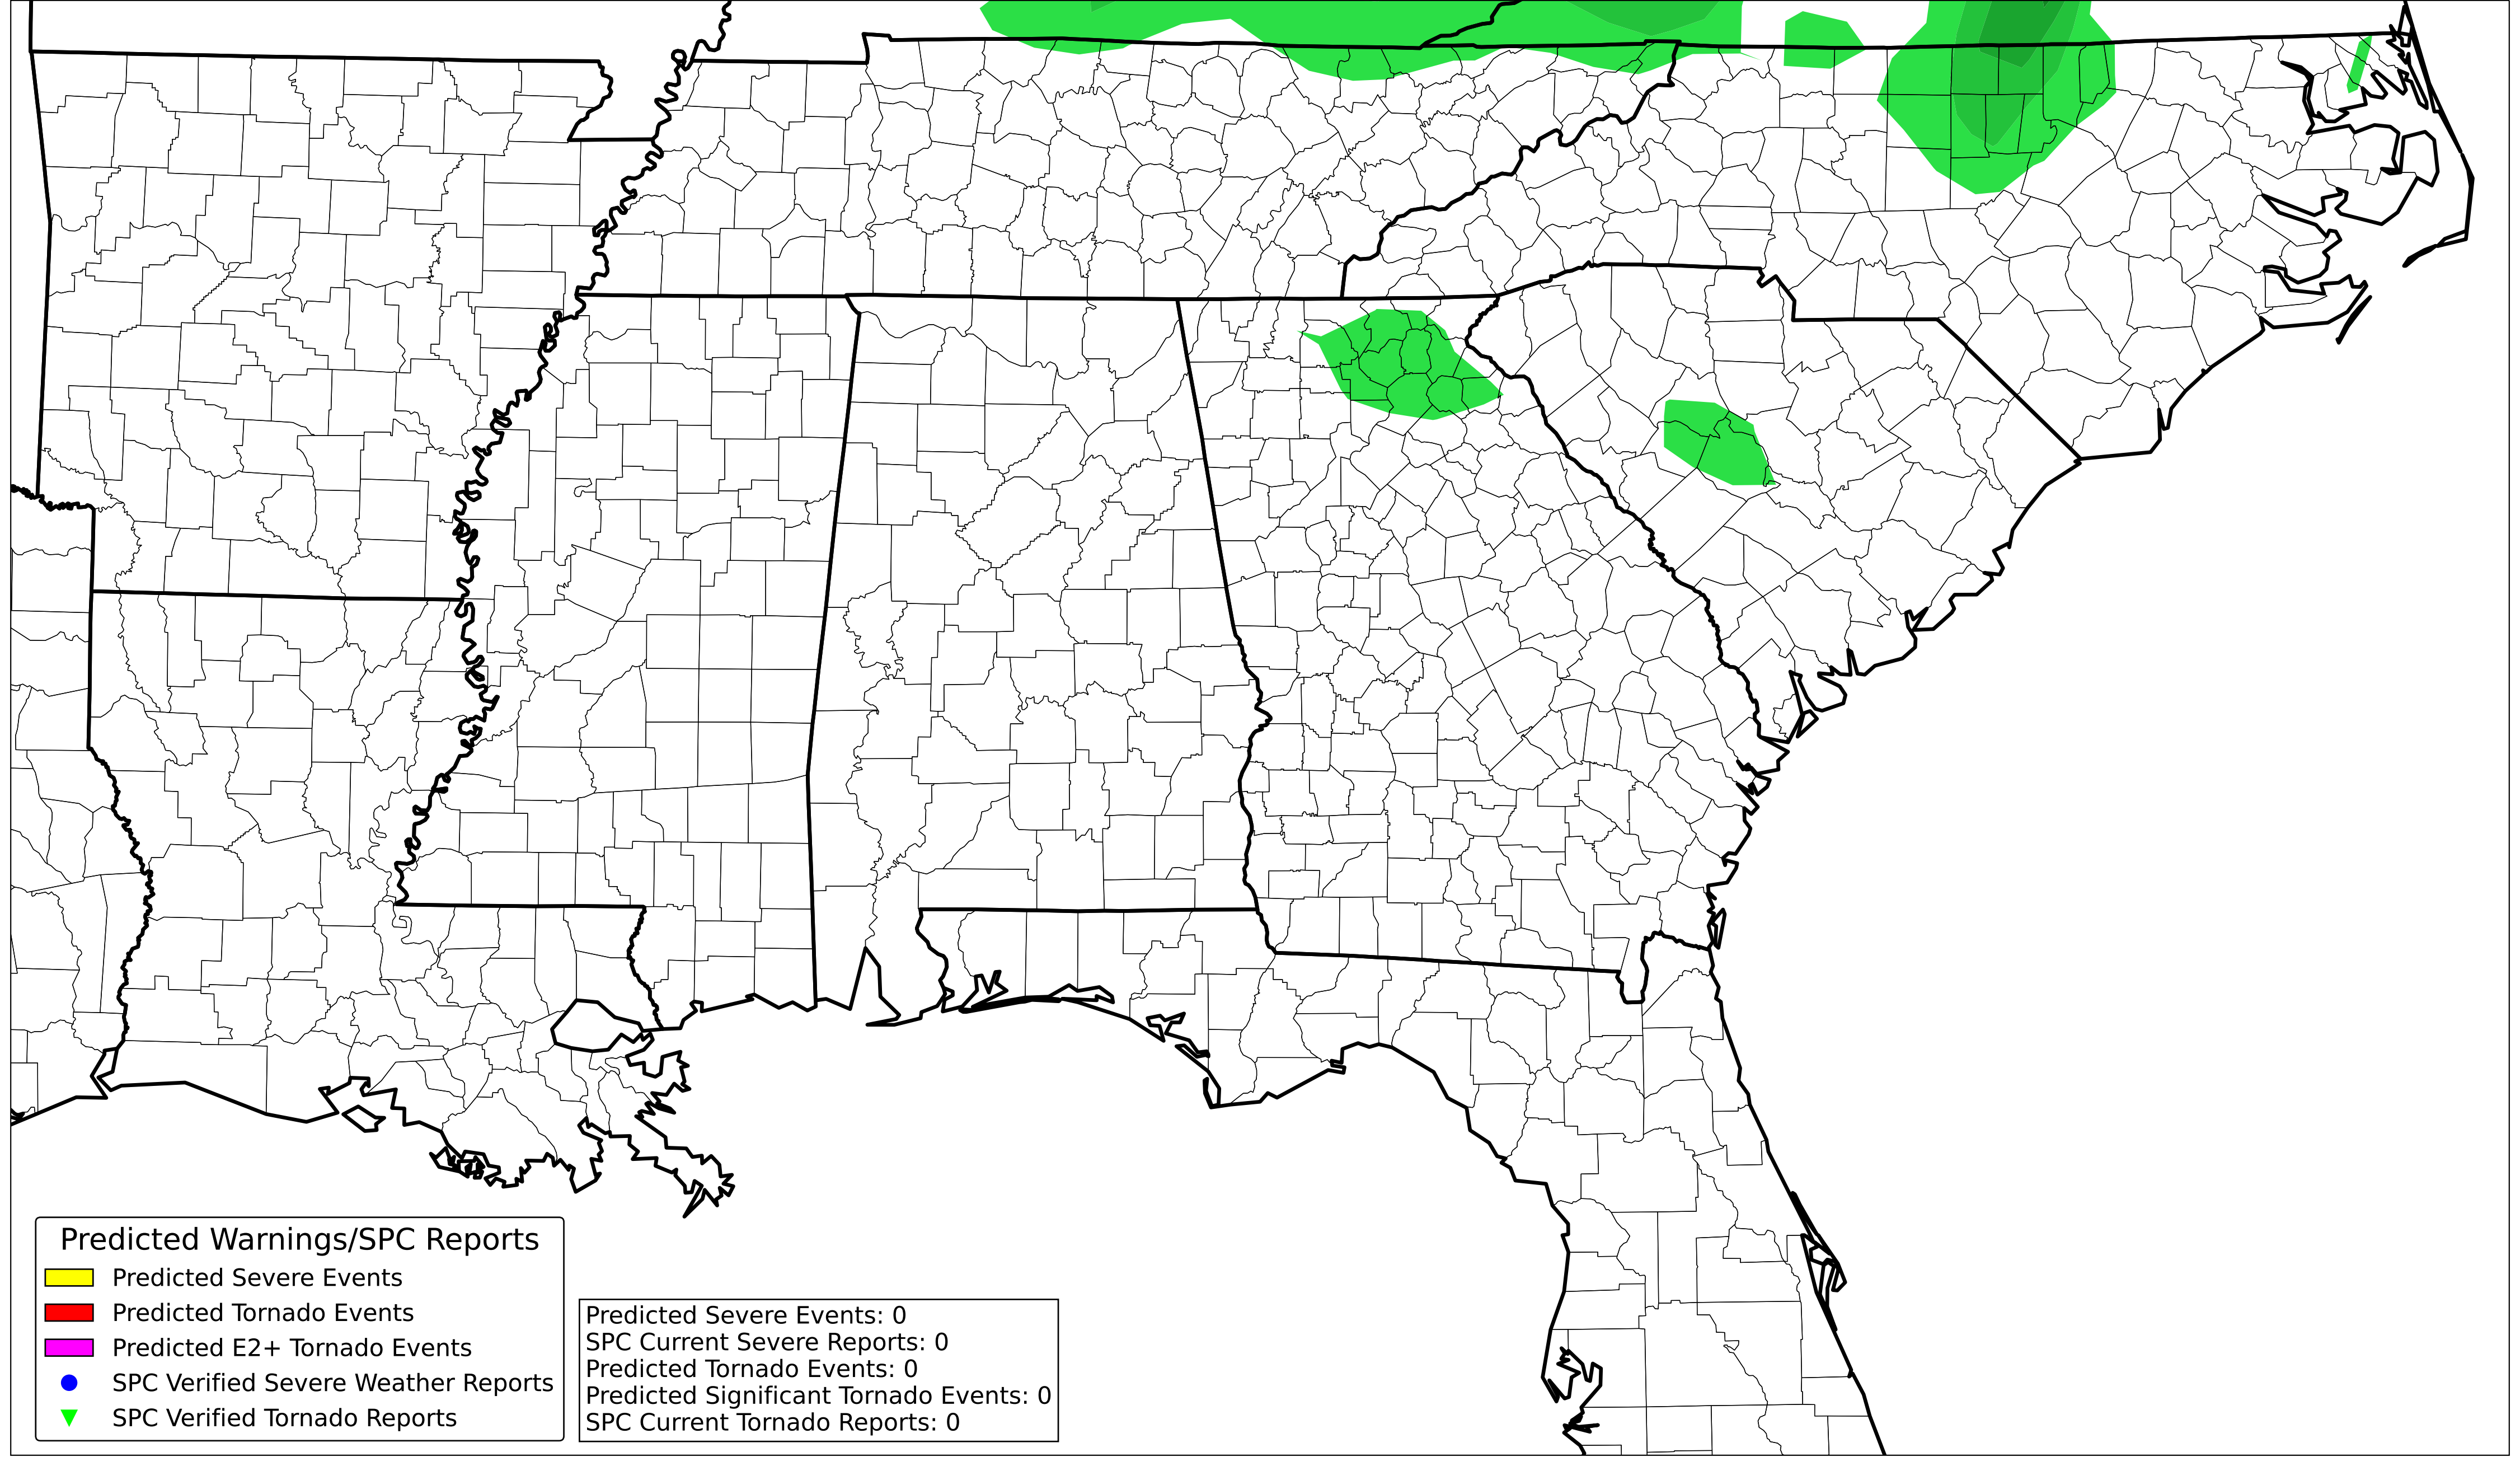 Predicted Warnings/SPC Reports
Predicted Severe Events
Predicted Tornado Events
Predicted E2+ Tornado Events
SPC Verified Severe Weather Reports
SPC Verified Tornado Reports
Predicted Severe Events: 0
SPC Current Severe Reports: 0
Predicted Tornado Events: 0
Predicted Significant Tornado Events: 0
SPC Current Tornado Reports: 0